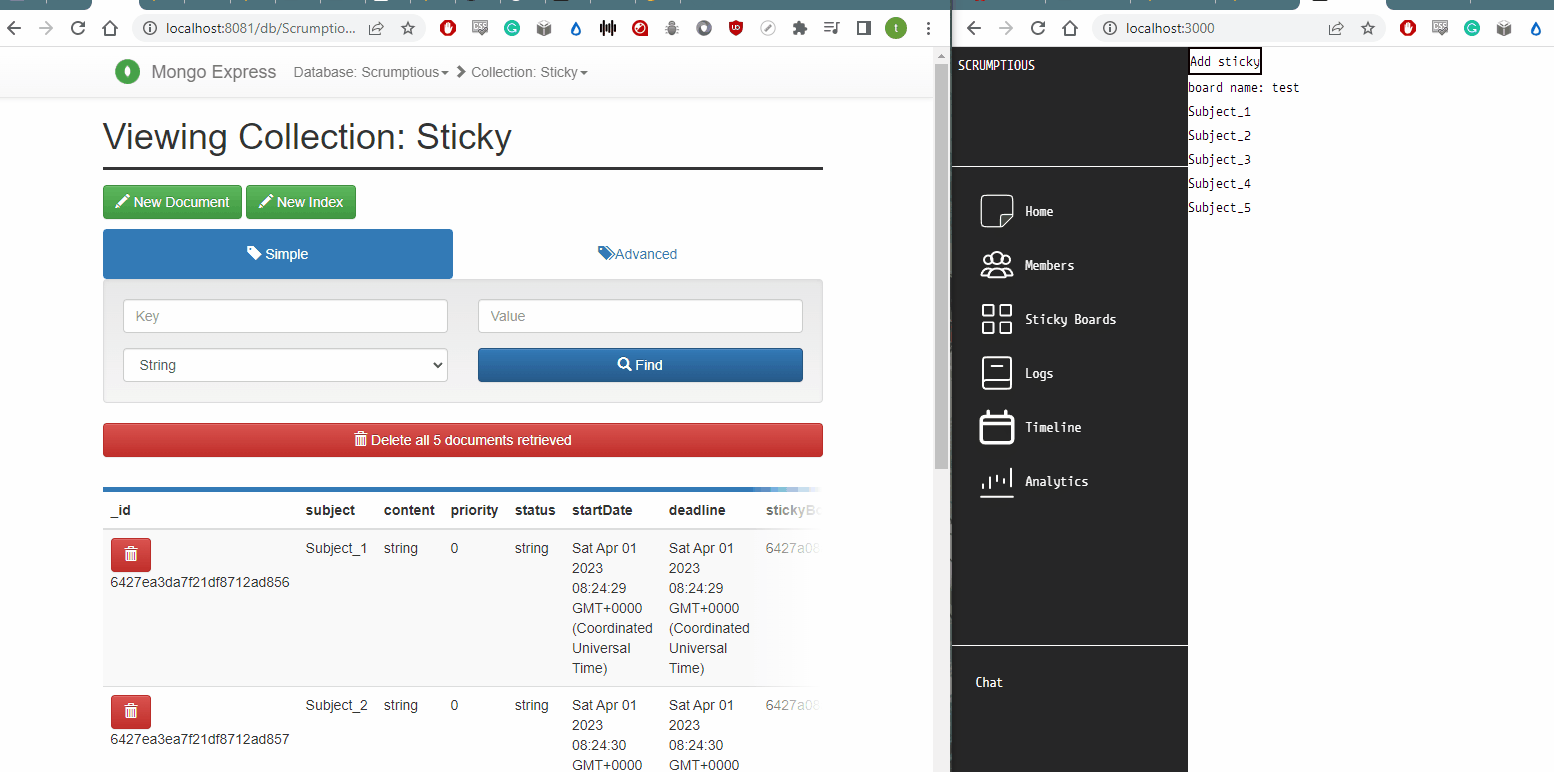 localhost:8081/db/Scrumptio...
t
Mongo Express Database: Scrumptious Collection: Sticky
Viewing Collection: Sticky
New Document New Index
Simple Advanced
Key Value
String Find
Delete all 5 documents retrieved
_id subject content priority status startDate deadline stickyBo
Subject_1 string 0 string Sat Apr 01 Sat Apr 01 6427a08
2023 2023
6427ea3da7f21df8712ad856 08:24:29 08:24:29
GMT+0000 GMT+0000
(Coordinated (Coordinated
Universal Universal
Time) Time)
Subject_2 string 0 string Sat Apr 01 Sat Apr 01 6427a08
2023 2023
6427ea3ea7f21df8712ad857 08:24:30 08:24:30
GMT+0000 GMT+0000
localhost:3000
SCRUMPTIOUS
Home
Members
Sticky Boards
Logs
Timeline
Analytics
Chat
Add sticky
board name: test
Subject_1
Subject_2
Subject_3
Subject_4
Subject_5